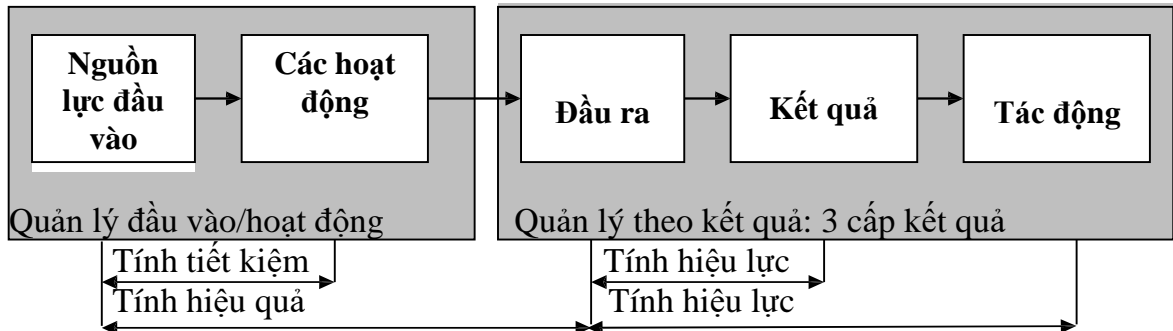 Nguồn
lực đầu
vào
Các hoạt
động
Đầu ra
Kết quả
Tác động
Quản lý đầu vào/hoạt động
Quản lý theo kết quả: 3 cấp kết quả
Tính tiết kiệm
Tính hiệu lực
Tính hiệu quả
Tính hiệu lực